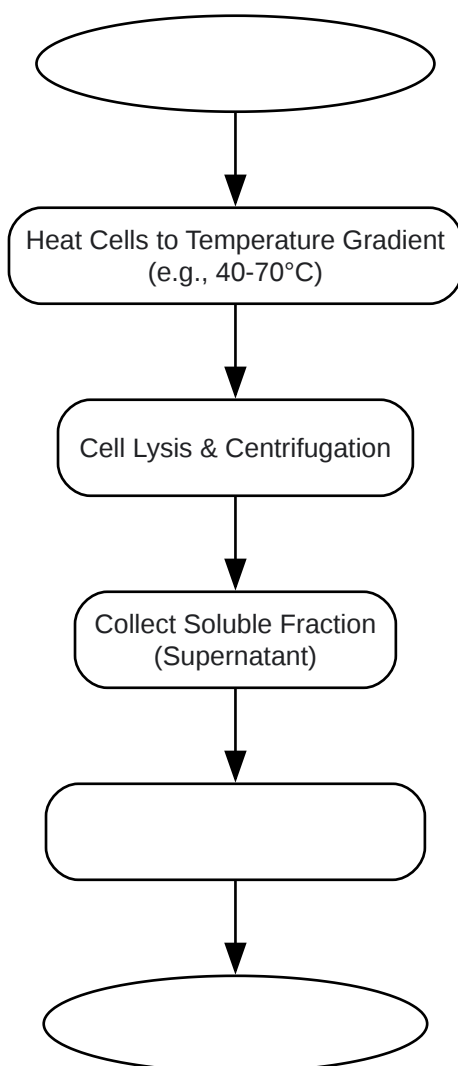 Heat Cells to Temperature Gradient
(e.g., 40-70°C)
Cell Lysis & Centrifugation
Collect Soluble Fraction
(Supernatant)